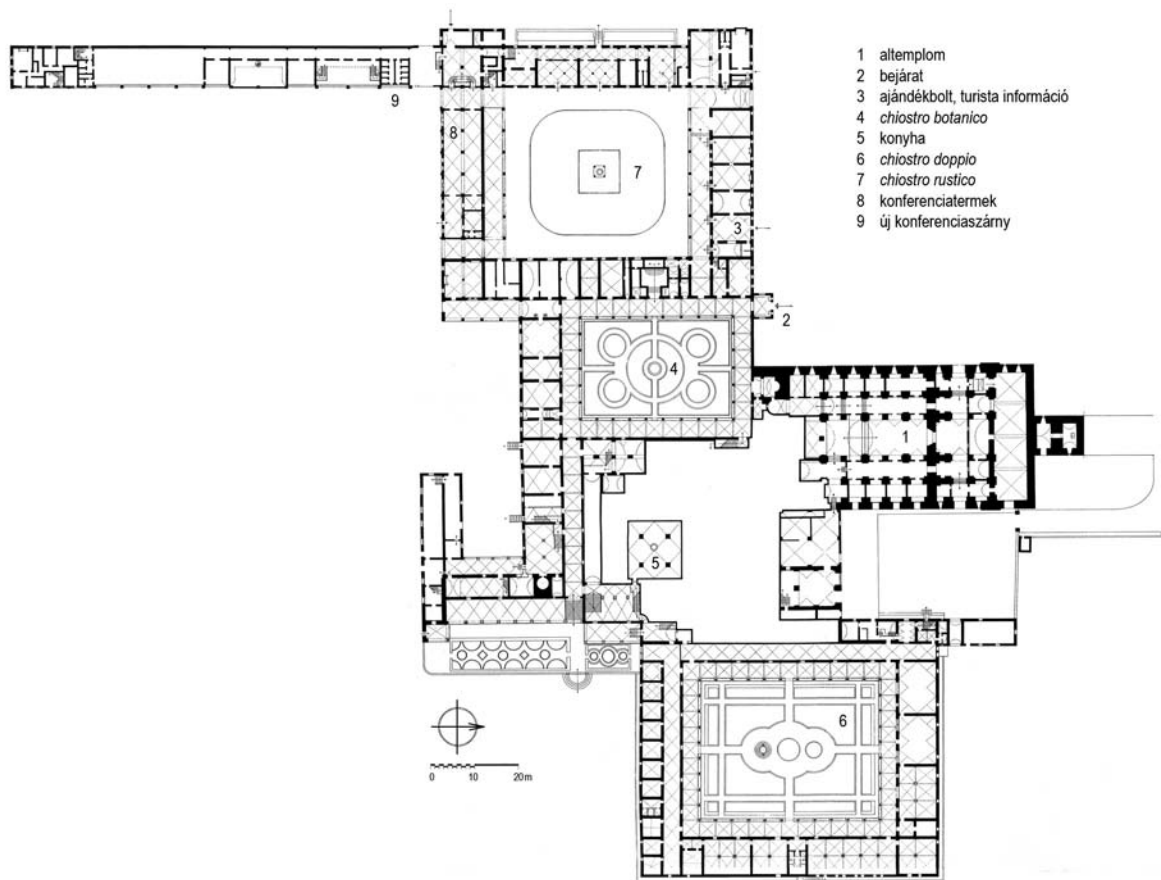 1 altemplom
2 bejárat
3 ajándékbolt, turista információ
4 chiostro botanico
5 konyha
6 chiostro doppio
7 chiostro rustico
8 konferenciatermek
9 új konferenciaszárny
9
8
7
3
2
4
1
5
6
0 10 20m